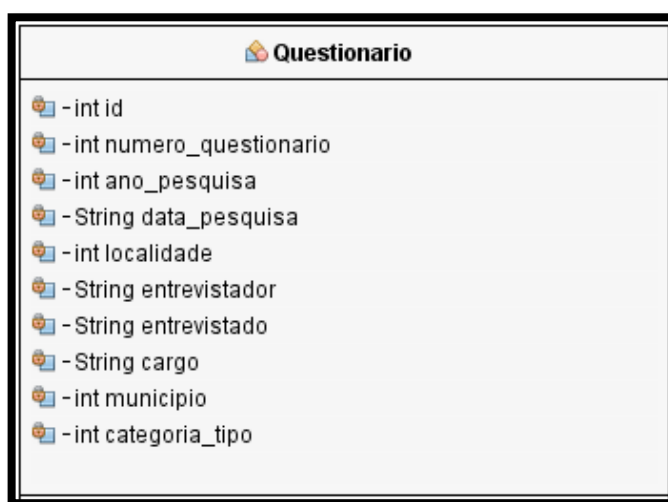 Questionario
-int id
-int numero_questionario
-int ano_pesquisa
-String data_pesquisa
-int localidade
-String entrevistador
-String entrevistado
-String cargo
-int municipio
-int categoria_tipo